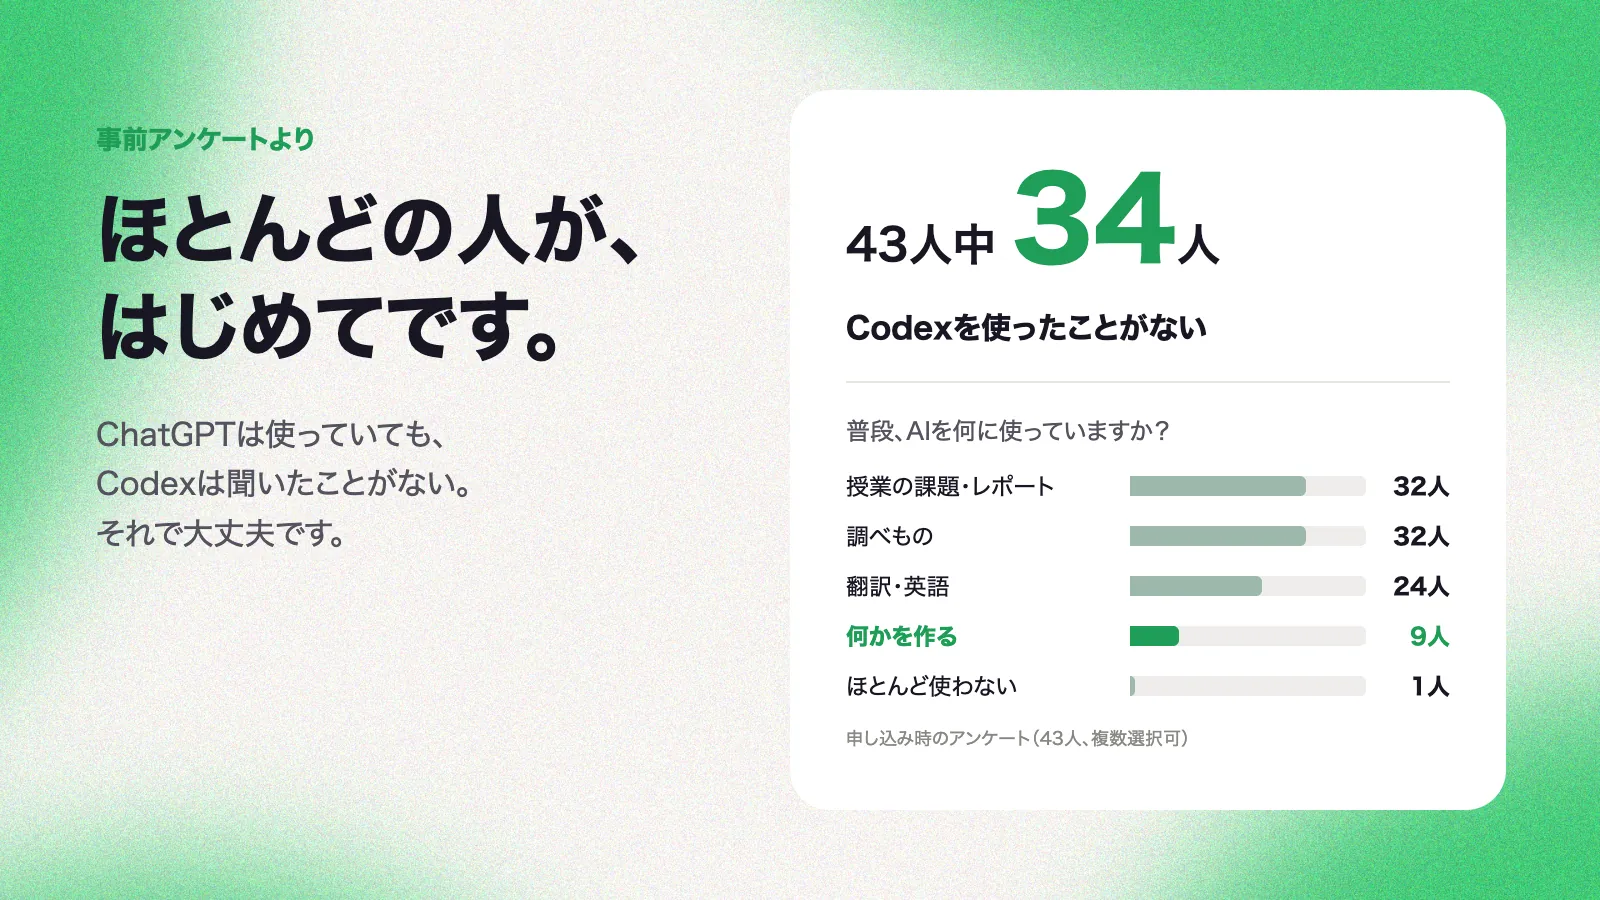 事前アンケートより
ほとんどの人が、
はじめてです。
ChatGPTは使っていても、
Codexは聞いたことがない。
それで大丈夫です。
43人中 34人
Codexを使ったことがない
普段、AIを何に使っていますか？
授業の課題・レポート 32人
調べもの 32人
翻訳・英語 24人
何かを作る 9人
ほとんど使わない 1人
申し込み時のアンケート（43人、複数選択可）